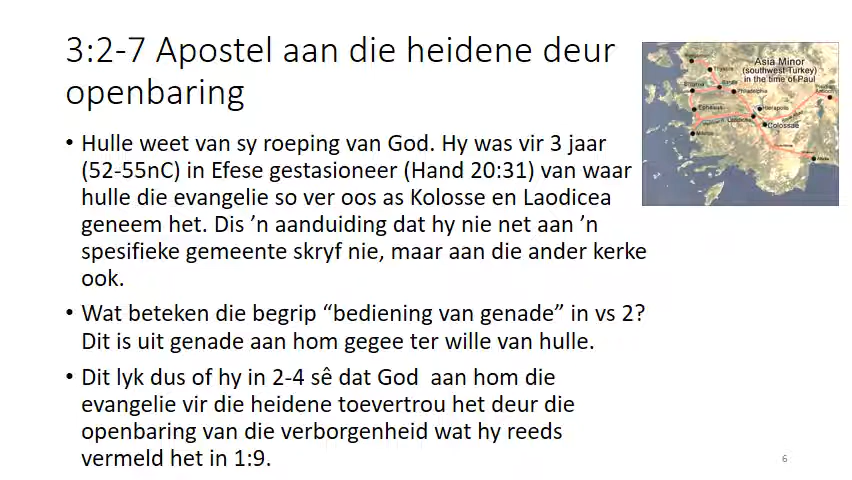 3:2-7 Apostel aan die heidene deur
openbaring
• Hulle weet van sy roeping van God. Hy was vir 3 jaar
(52-55nC) in Efese gestasioneer (Hand 20:31) van waar
hulle die evangelie so ver oos as Kolosse en Laodicea
geneem het. Dis ’n aanduiding dat hy nie net aan ’n
spesifieke gemeente skryf nie, maar aan die ander kerke
ook.
• Wat beteken die begrip “bediening van genade” in vs 2?
Dit is uit genade aan hom gegee ter wille van hulle.
• Dit lyk dus of hy in 2-4 sê dat God  aan hom die
evangelie vir die heidene toevertrou het deur die
openbaring van die verborgenheid wat hy reeds
vermeld het in 1:9.
Asia Minor
(southwest-Turkey)
in the time of Paul
Philadelphia
Hierapolis
Ephesus
Colossae
6